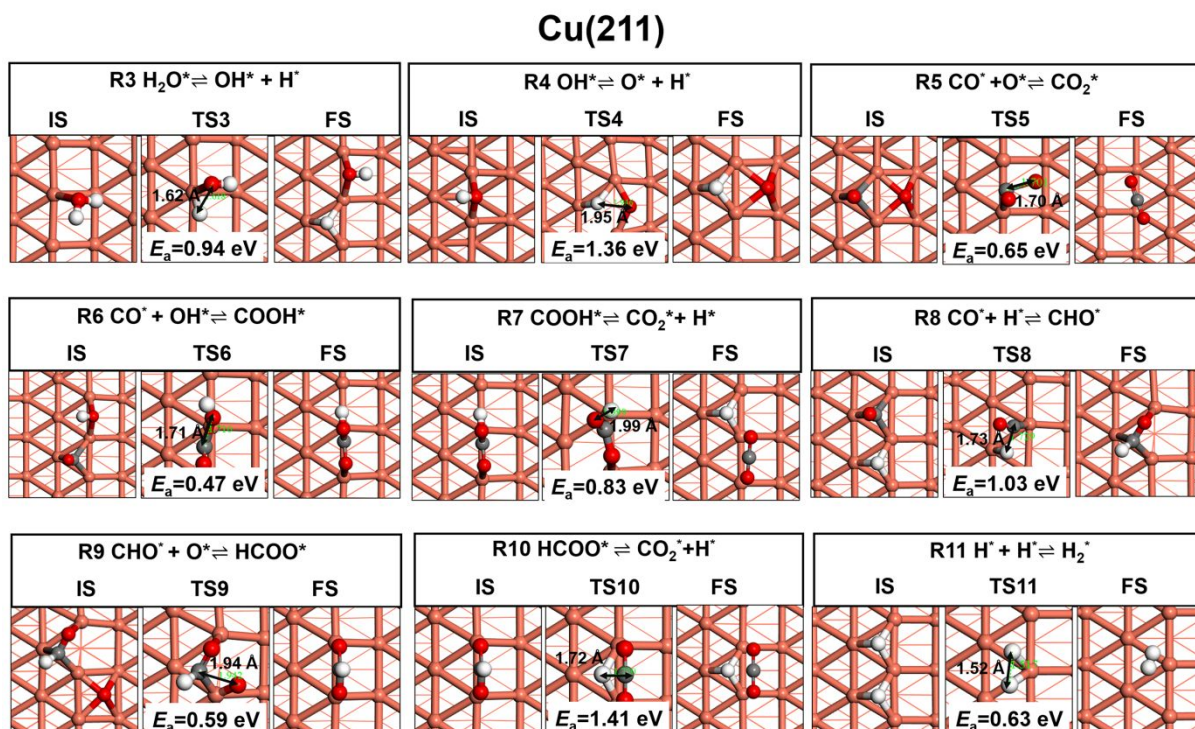 Cu(211)
R3 H₂O*⇌ OH* + H*
IS TS3 FS
1.62 Å
Eₐ=0.94 eV
R4 OH*⇌ O* + H*
IS TS4 FS
1.95 Å
Eₐ=1.36 eV
R5 CO* +O*⇌ CO₂*
IS TS5 FS
1.70 Å
Eₐ=0.65 eV
R6 CO* + OH*⇌ COOH*
IS TS6 FS
1.71 Å
Eₐ=0.47 eV
R7 COOH*⇌ CO₂*+ H*
IS TS7 FS
1.99 Å
Eₐ=0.83 eV
R8 CO*+ H*⇌ CHO*
IS TS8 FS
1.73 Å
Eₐ=1.03 eV
R9 CHO* + O*⇌ HCOO*
IS TS9 FS
1.94 Å
Eₐ=0.59 eV
R10 HCOO* ⇌ CO₂*+H*
IS TS10 FS
1.72 Å
Eₐ=1.41 eV
R11 H* + H*⇌ H₂*
IS TS11 FS
1.52 Å
Eₐ=0.63 eV